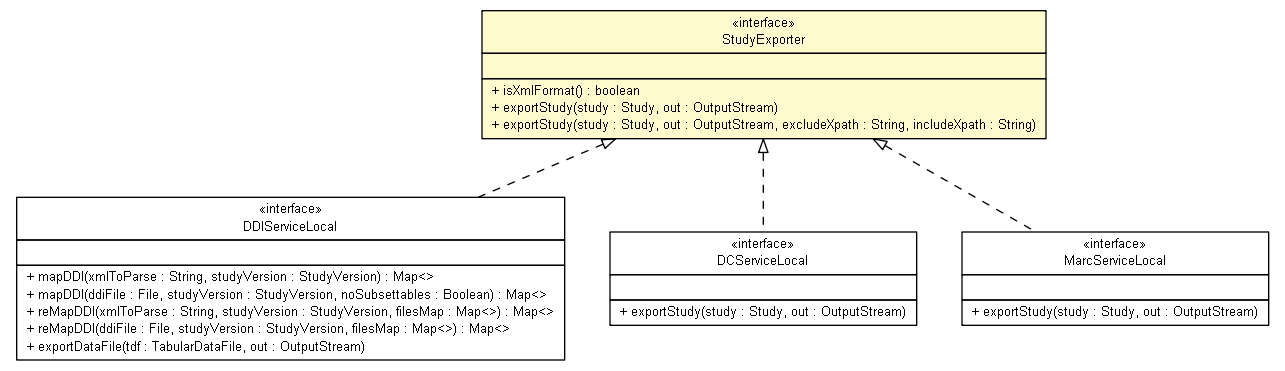 «interface»
StudyExporter
+ isXmlFormat() : boolean
+ exportStudy(study : Study, out : OutputStream)
+ exportStudy(study : Study, out : OutputStream, excludeXpath : String, includeXpath : String)
«interface»
DDIServiceLocal
+ mapDDI(xmlToParse : String, studyVersion : StudyVersion) : Map<>
+ mapDDI(ddiFile : File, studyVersion : StudyVersion, noSubsettables : Boolean) : Map<>
+ reMapDDI(xmlToParse : String, studyVersion : StudyVersion, filesMap : Map<>) : Map<>
+ reMapDDI(ddiFile : File, studyVersion : StudyVersion, filesMap : Map<>) : Map<>
+ exportDataFile(tdf : TabularDataFile, out : OutputStream)
«interface»
DCServiceLocal
+ exportStudy(study : Study, out : OutputStream)
«interface»
MarcServiceLocal
+ exportStudy(study : Study, out : OutputStream)